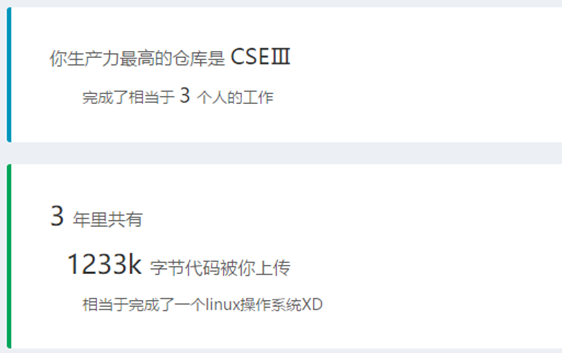 你生产力最高的仓库是 CSEⅢ
完成了相当于 3 个人的工作
3 年里共有
1233k 字节代码被你上传
相当于完成了一个linux操作系统XD